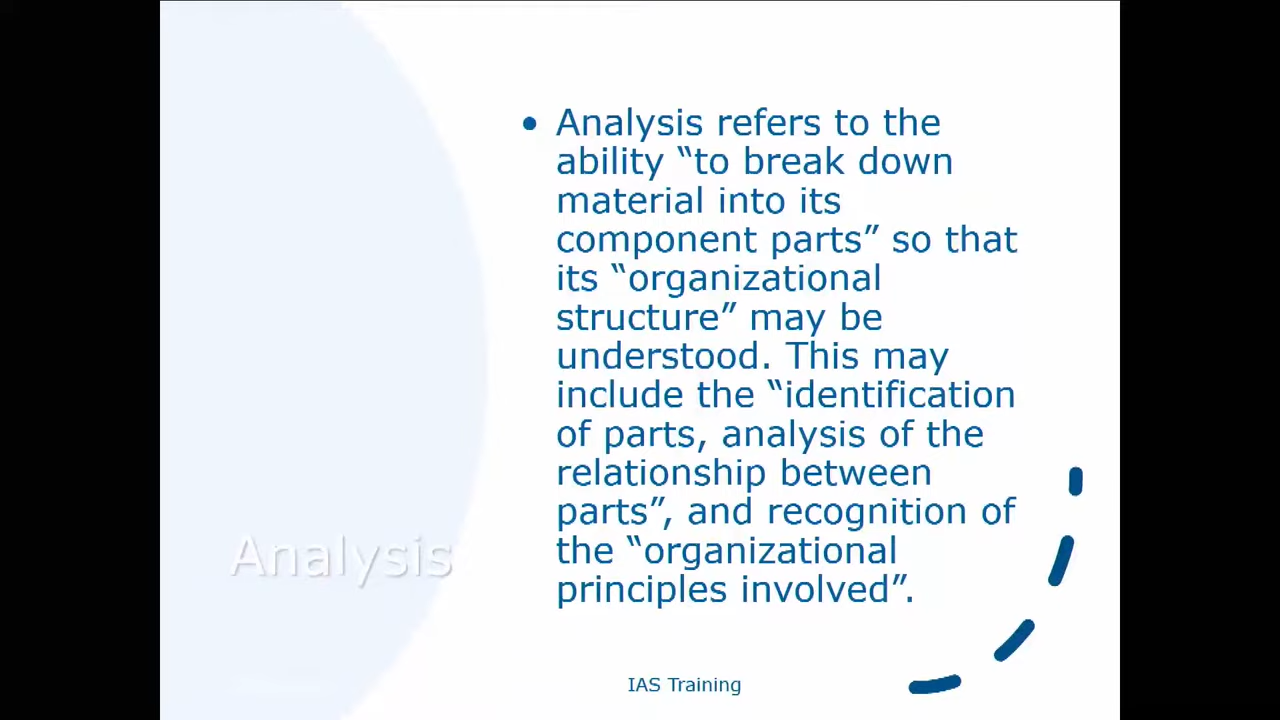 • Analysis refers to the
ability “to break down
material into its
component parts” so that
its “organizational
structure” may be
understood. This may
include the “identification
of parts, analysis of the
relationship between
parts”, and recognition of
the “organizational
principles involved”.
Analysis
IAS Training